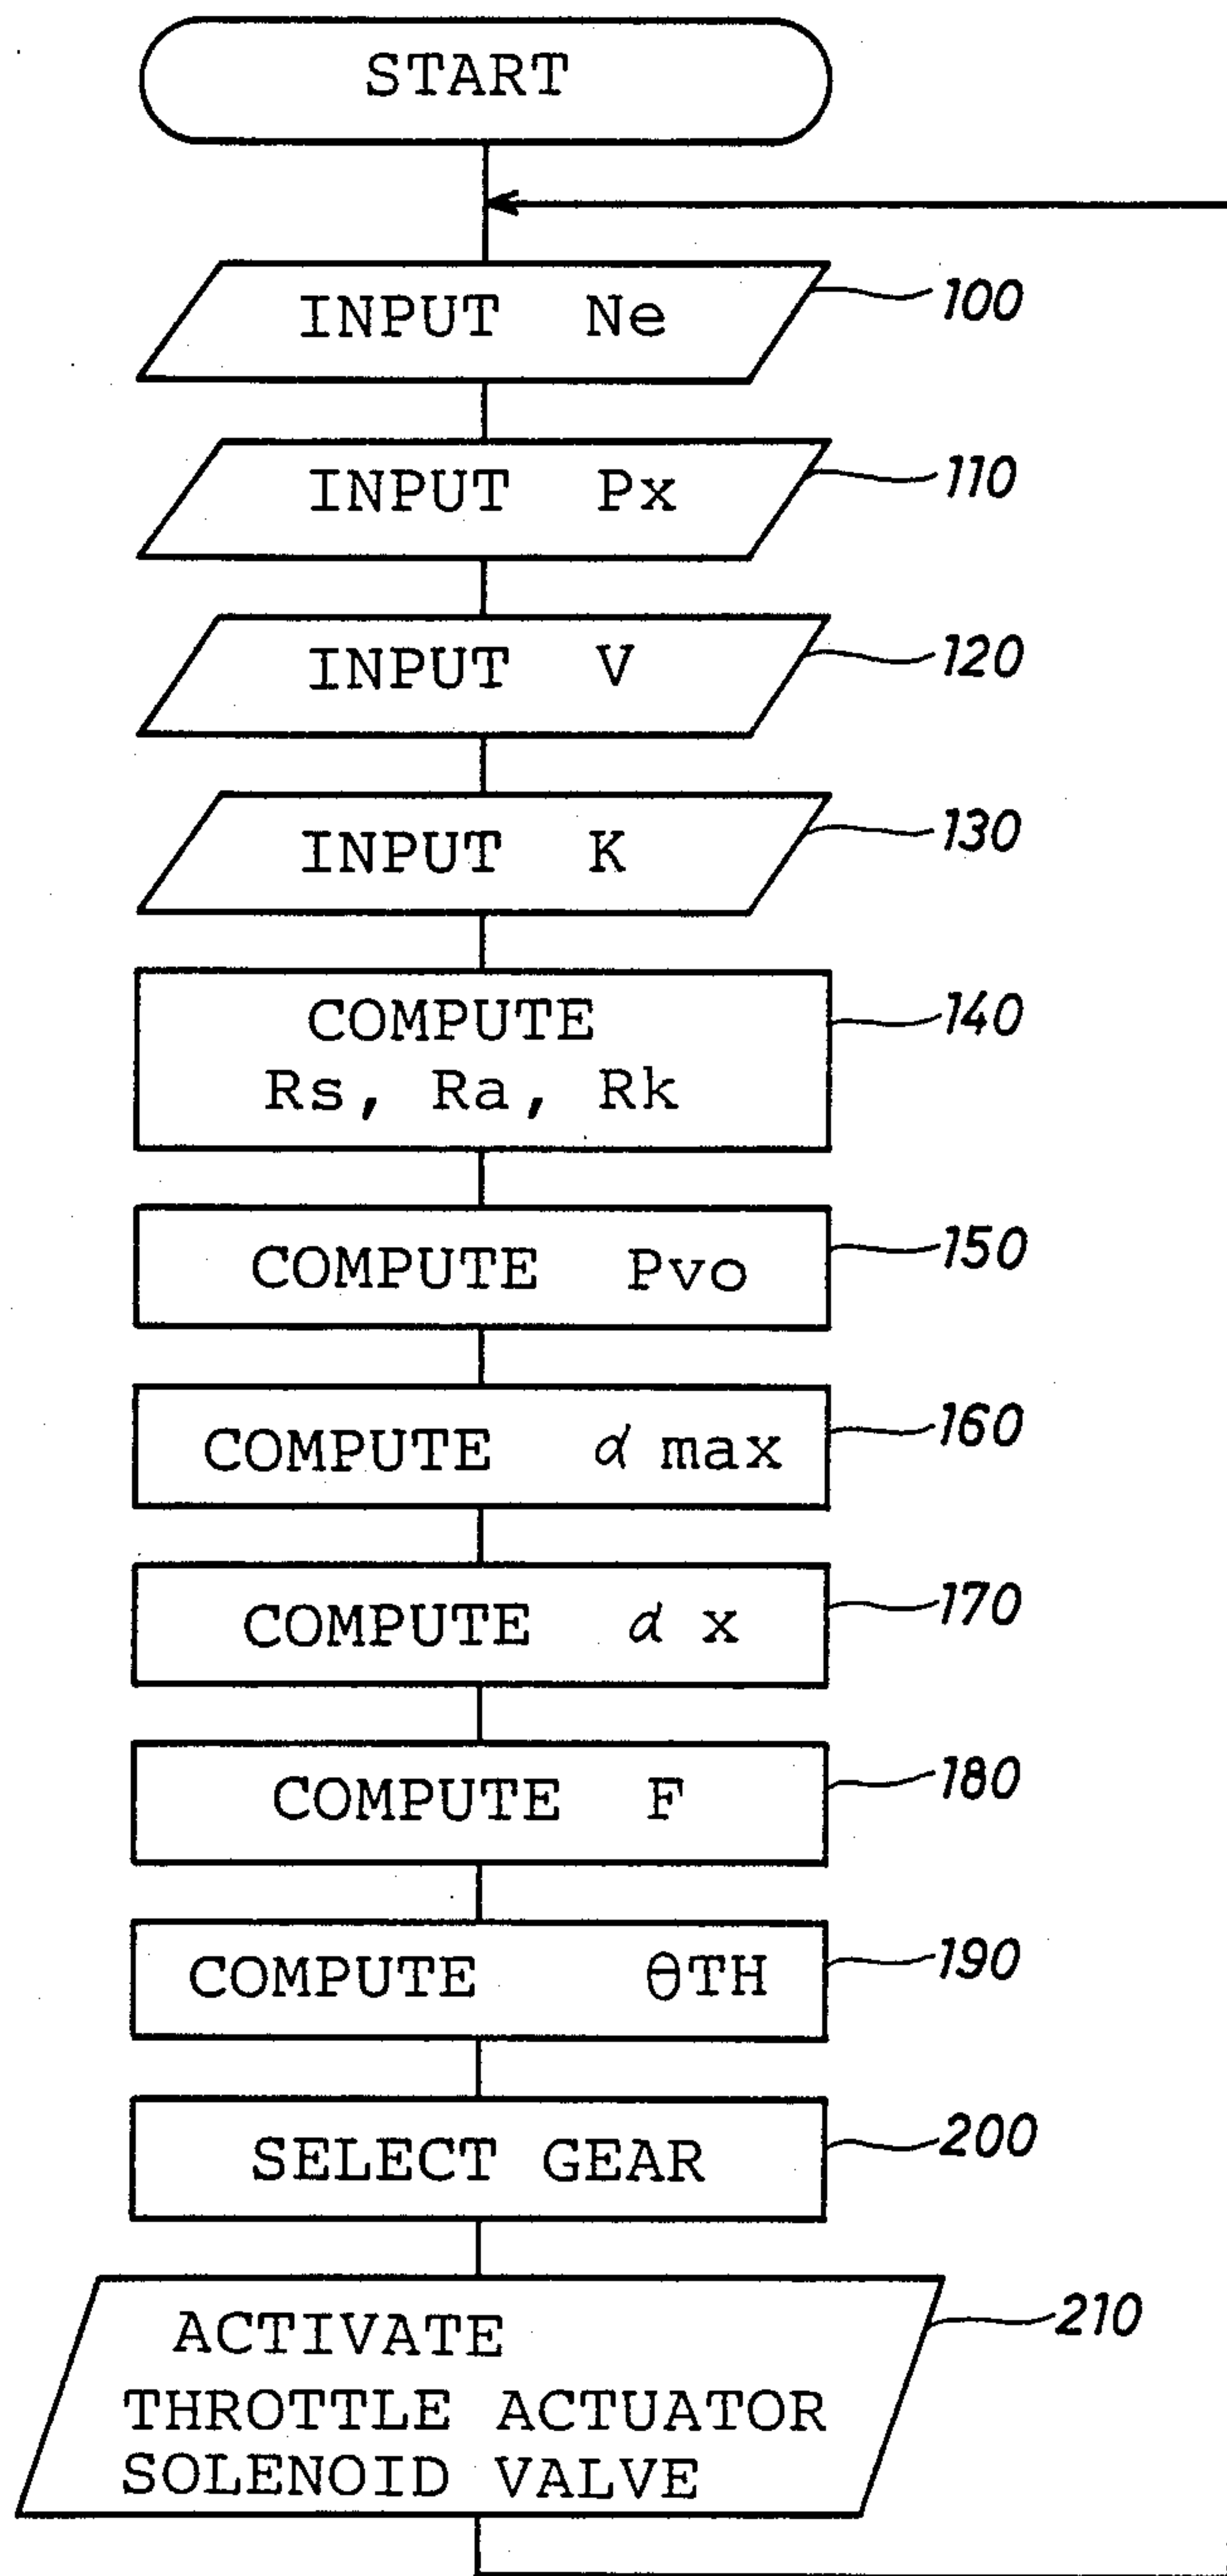 START
INPUT Ne
100
INPUT Px
110
INPUT V
120
INPUT K
130
COMPUTE
Rs, Ra, Rk
140
COMPUTE Pvo
150
COMPUTE α max
160
COMPUTE α x
170
COMPUTE F
180
COMPUTE θTH
190
SELECT GEAR
200
ACTIVATE
THROTTLE ACTUATOR
SOLENOID VALVE
210